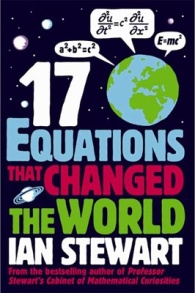 ∂²u/∂t² = c² ∂²u/∂x²
a²+b²=c²
E=mc²
17
EQUATIONS
THAT CHANGED
THE WORLD
IAN STEWART
From the bestselling author of Professor
Stewart's Cabinet of Mathematical Curiosities